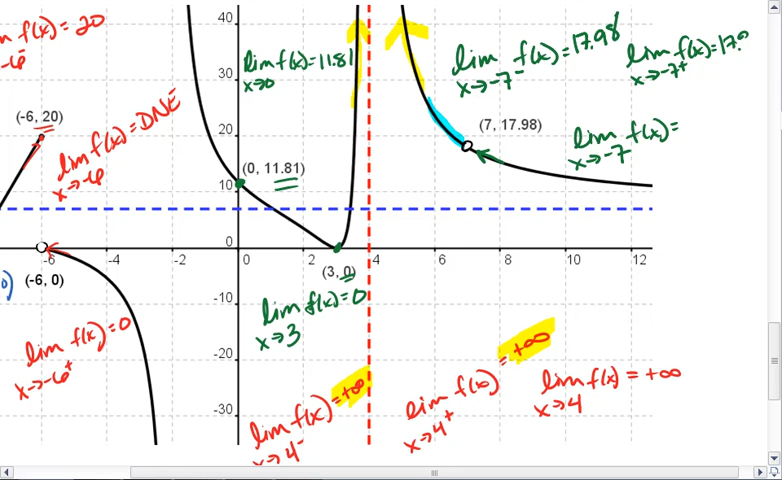 m f(x) = 20
-6⁻
lim f(x) = DNE
x→-6
(-6, 20)
lim f(x) = 11.81
x→0
lim f(x) = 17.98
x→-7⁻
lim f(x) = 17.9
x→-7⁺
lim f(x) =
x→-7
(7, 17.98)
(0, 11.81)
(-6, 0)
(3, 0)
40
30
20
10
0
-10
-20
-30
-6 -4 -2 0 2 4 6 8 10 12
0)
lim f(x) = 0
x→-6⁺
lim f(x) = 0
x→3
lim f(x) = +∞
x→4⁻
lim f(x) = +∞
x→4⁺
lim f(x) = +∞
x→4